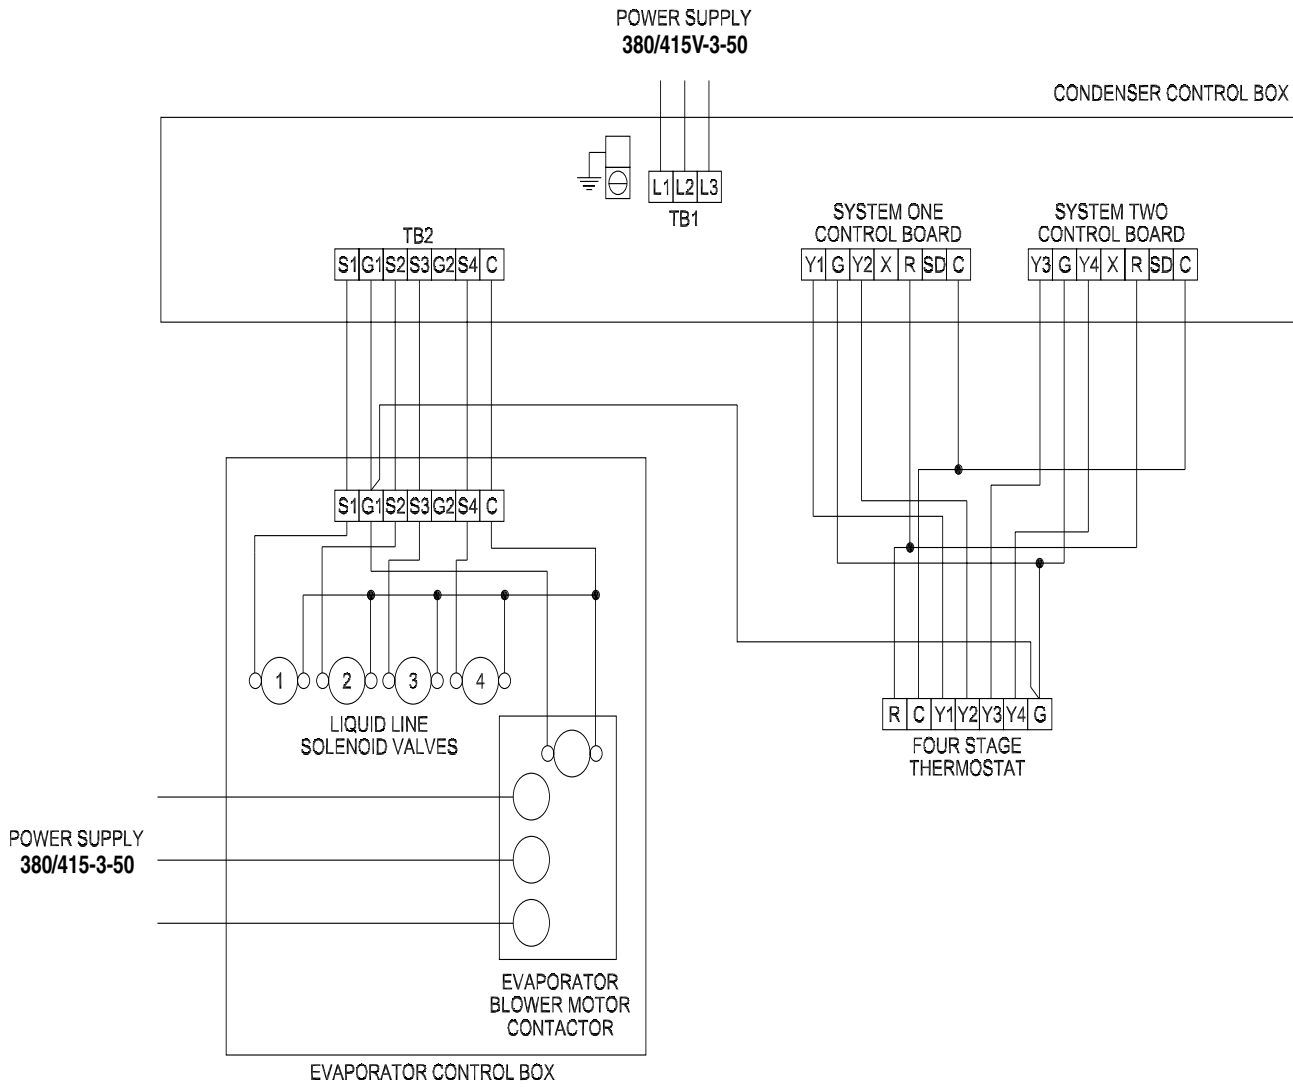 POWER SUPPLY
380/415V-3-50
CONDENSER CONTROL BOX
L1 L2 L3
TB1
SYSTEM ONE
CONTROL BOARD
SYSTEM TWO
CONTROL BOARD
TB2
S1 G1 S2 S3 G2 S4 C
Y1 G Y2 X R SD C
Y3 G Y4 X R SD C
S1 G1 S2 S3 G2 S4 C
1 2 3 4
LIQUID LINE
SOLENOID VALVES
R C Y1 Y2 Y3 Y4 G
FOUR STAGE
THERMOSTAT
POWER SUPPLY
380/415-3-50
EVAPORATOR
BLOWER MOTOR
CONTACTOR
EVAPORATOR CONTROL BOX